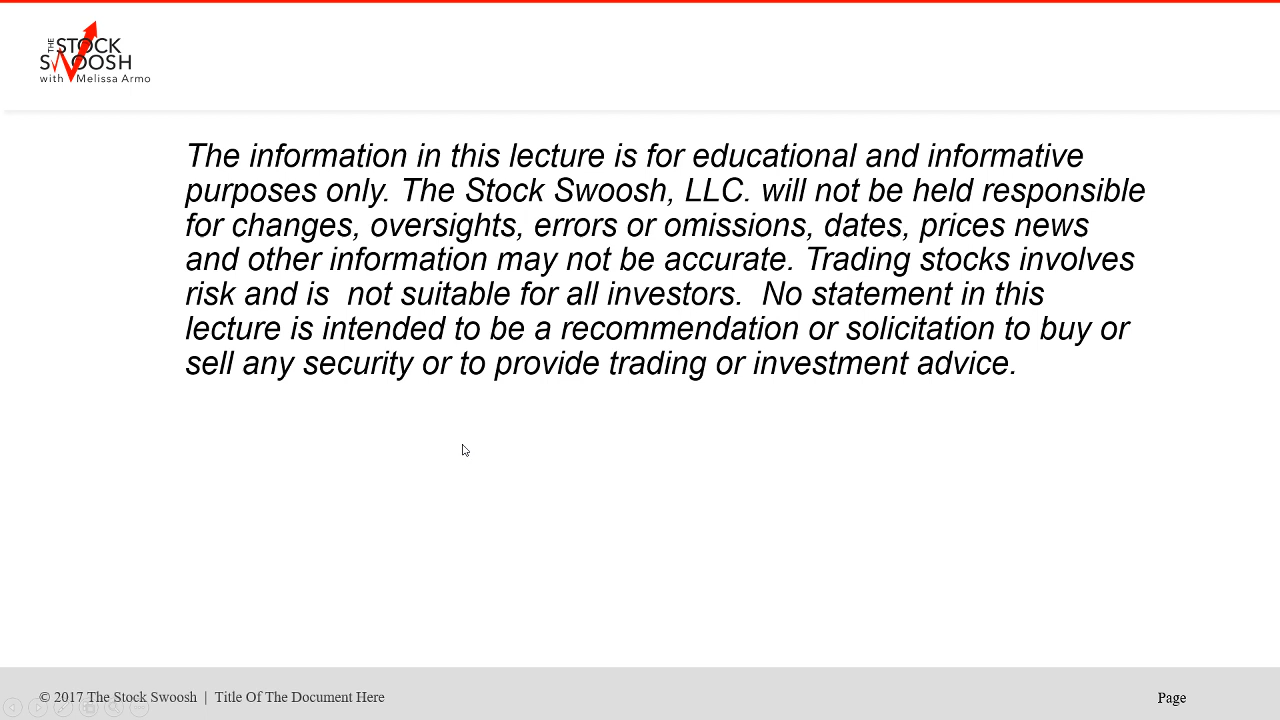 THE STOCK
SWOOSH
with Melissa Armo
The information in this lecture is for educational and informative
purposes only. The Stock Swoosh, LLC. will not be held responsible
for changes, oversights, errors or omissions, dates, prices news
and other information may not be accurate. Trading stocks involves
risk and is  not suitable for all investors.  No statement in this
lecture is intended to be a recommendation or solicitation to buy or
sell any security or to provide trading or investment advice.
© 2017 The Stock Swoosh | Title Of The Document Here
Page